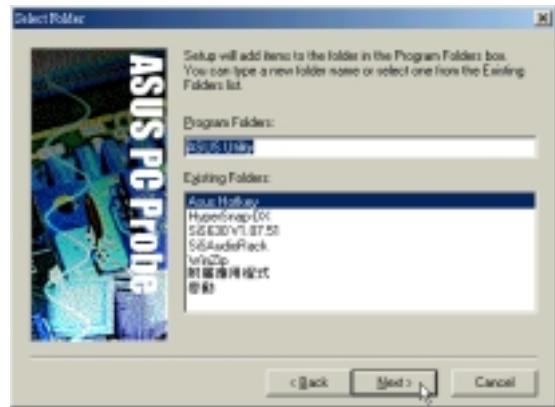 Select Folder
ASUS PC Probe
Setup will add items to the folder in the Program Folders box.
You can type a new folder name or select one from the Existing
Folders list.
Program Folders:
ASUS Utility
Existing Folders:
Asus Hotkey
HyperSnap-DX
SiS630 V1.07.51
SiSAudioRack
WinZip
附屬應用程式
啓動
< Back
Next >
Cancel